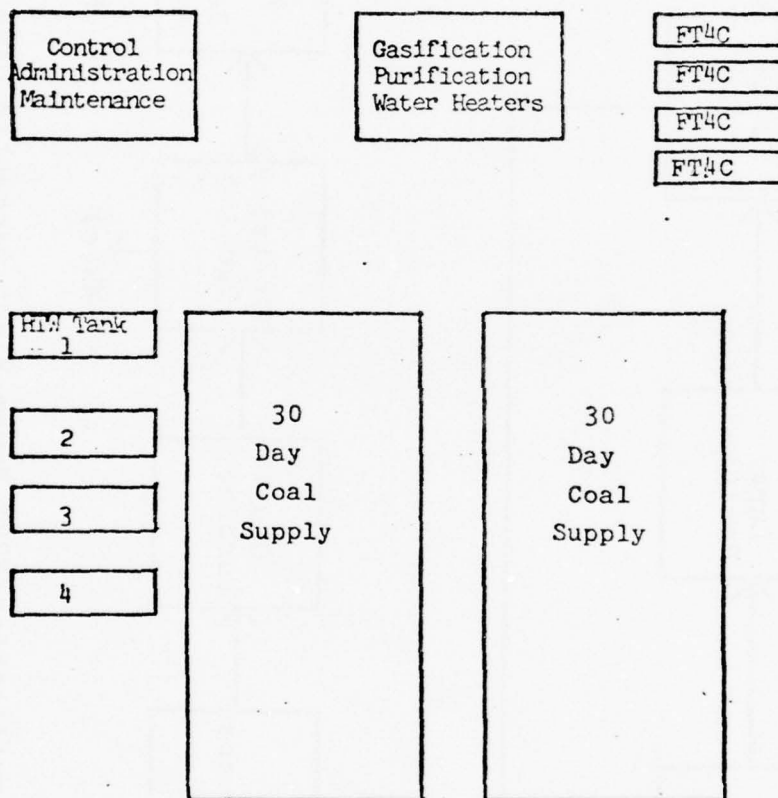 Control
Administration
Maintenance
Gasification
Purification
Water Heaters
FT4C
FT4C
FT4C
FT4C
HTW Tank
1
2
3
4
30
Day
Coal
Supply
30
Day
Coal
Supply